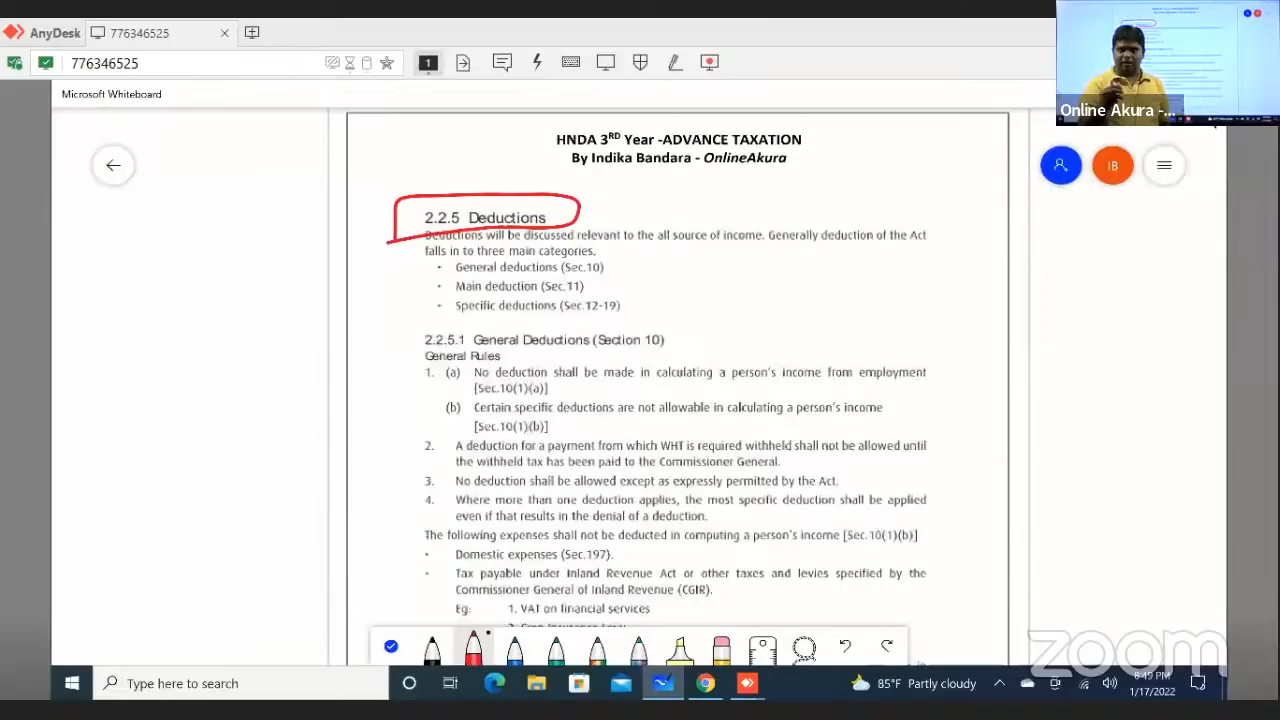 AnyDesk
776346525
776346525
1
Microsoft Whiteboard
Online Akura -...
IB
HNDA 3RD Year -ADVANCE TAXATION
By Indika Bandara - OnlineAkura
2.2.5 Deductions
Deductions will be discussed relevant to the all source of income. Generally deduction of the Act
falls in to three main categories.
· General deductions (Sec.10)
· Main deduction (Sec.11)
· Specific deductions (Sec.12-19)
2.2.5.1 General Deductions (Section 10)
General Rules
1. (a) No deduction shall be made in calculating a person's income from employment
[Sec.10(1)(a)]
(b) Certain specific deductions are not allowable in calculating a person's income
[Sec.10(1)(b)]
2. A deduction for a payment from which WHT is required withheld shall not be allowed until
the withheld tax has been paid to the Commissioner General.
3. No deduction shall be allowed except as expressly permitted by the Act.
4. Where more than one deduction applies, the most specific deduction shall be applied
even if that results in the denial of a deduction.
The following expenses shall not be deducted in computing a person's income [Sec.10(1)(b)]
· Domestic expenses (Sec.197).
· Tax payable under Inland Revenue Act or other taxes and levies specified by the
Commissioner General of Inland Revenue (CGIR).
Eg: 1. VAT on financial services
zoom
Type here to search
85°F Partly cloudy
8:49 PM
1/17/2022